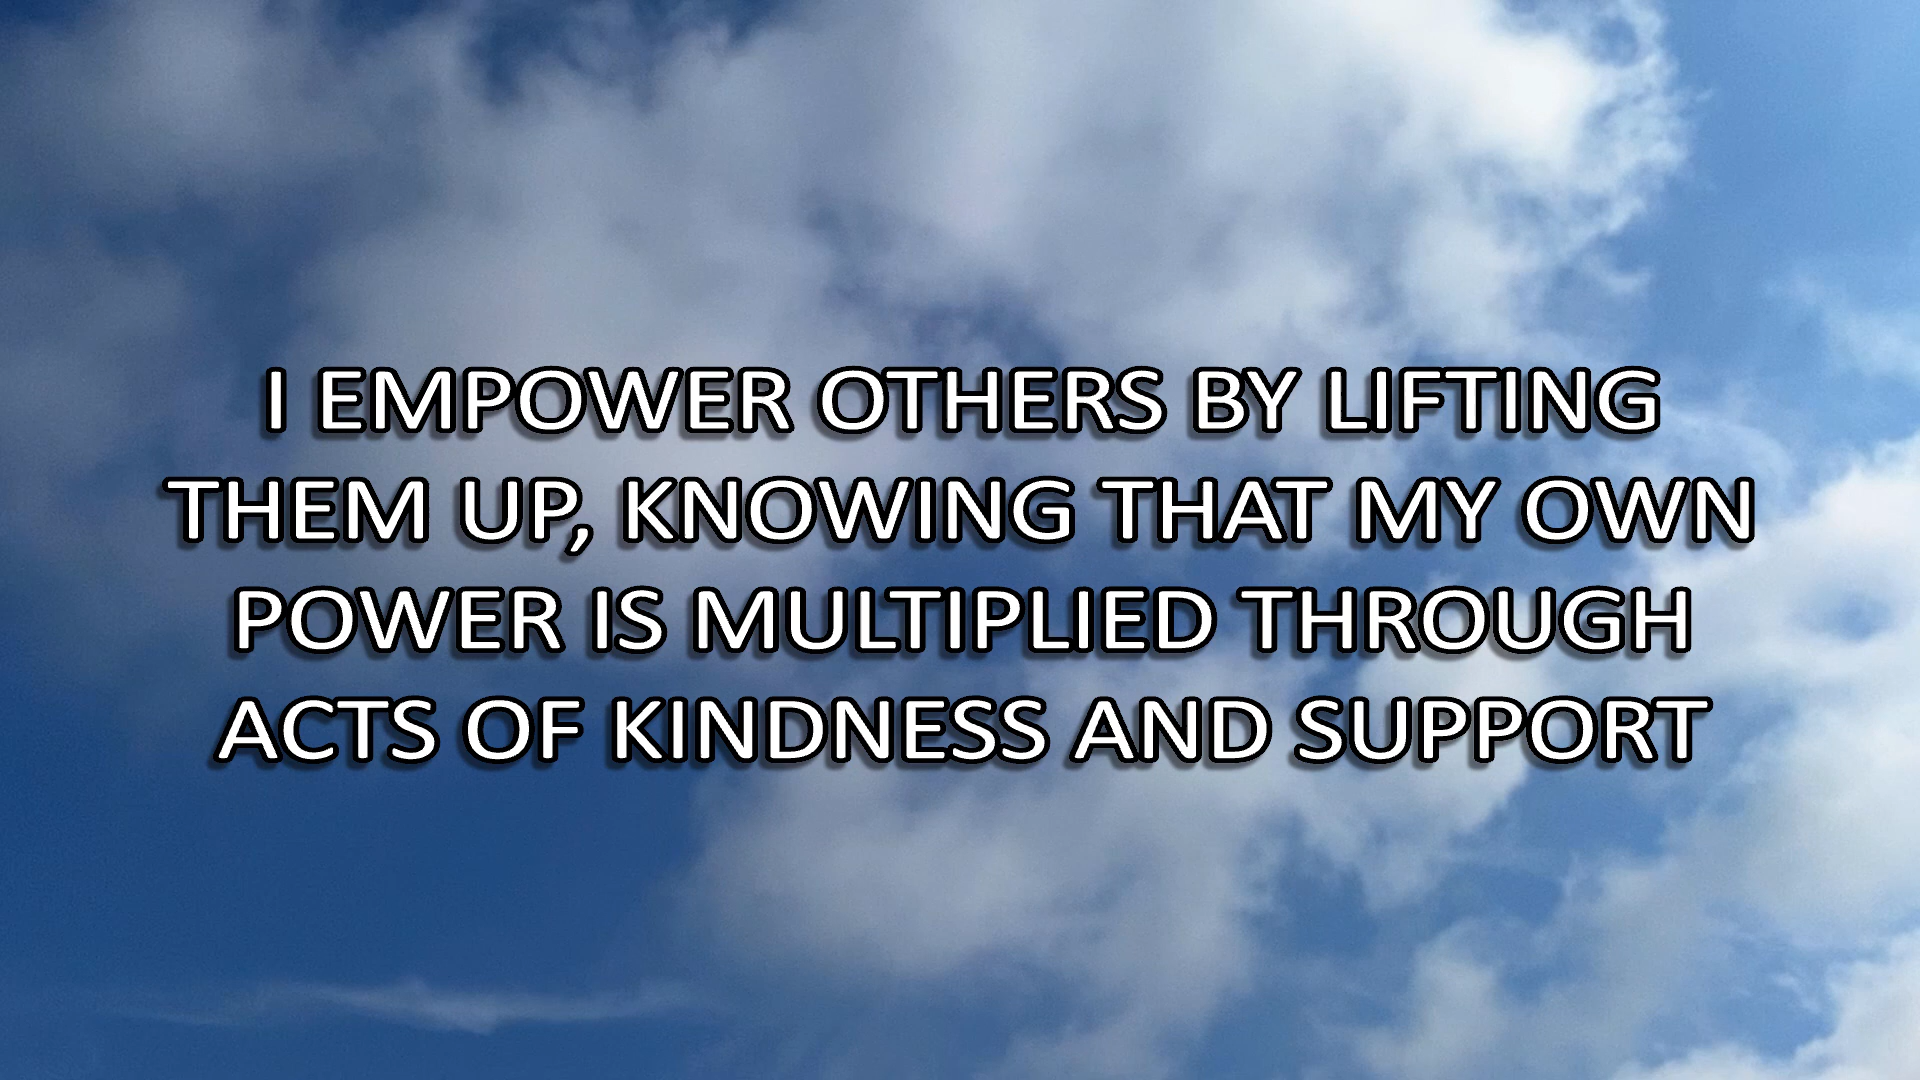 I EMPOWER OTHERS BY LIFTING
THEM UP, KNOWING THAT MY OWN
POWER IS MULTIPLIED THROUGH
ACTS OF KINDNESS AND SUPPORT